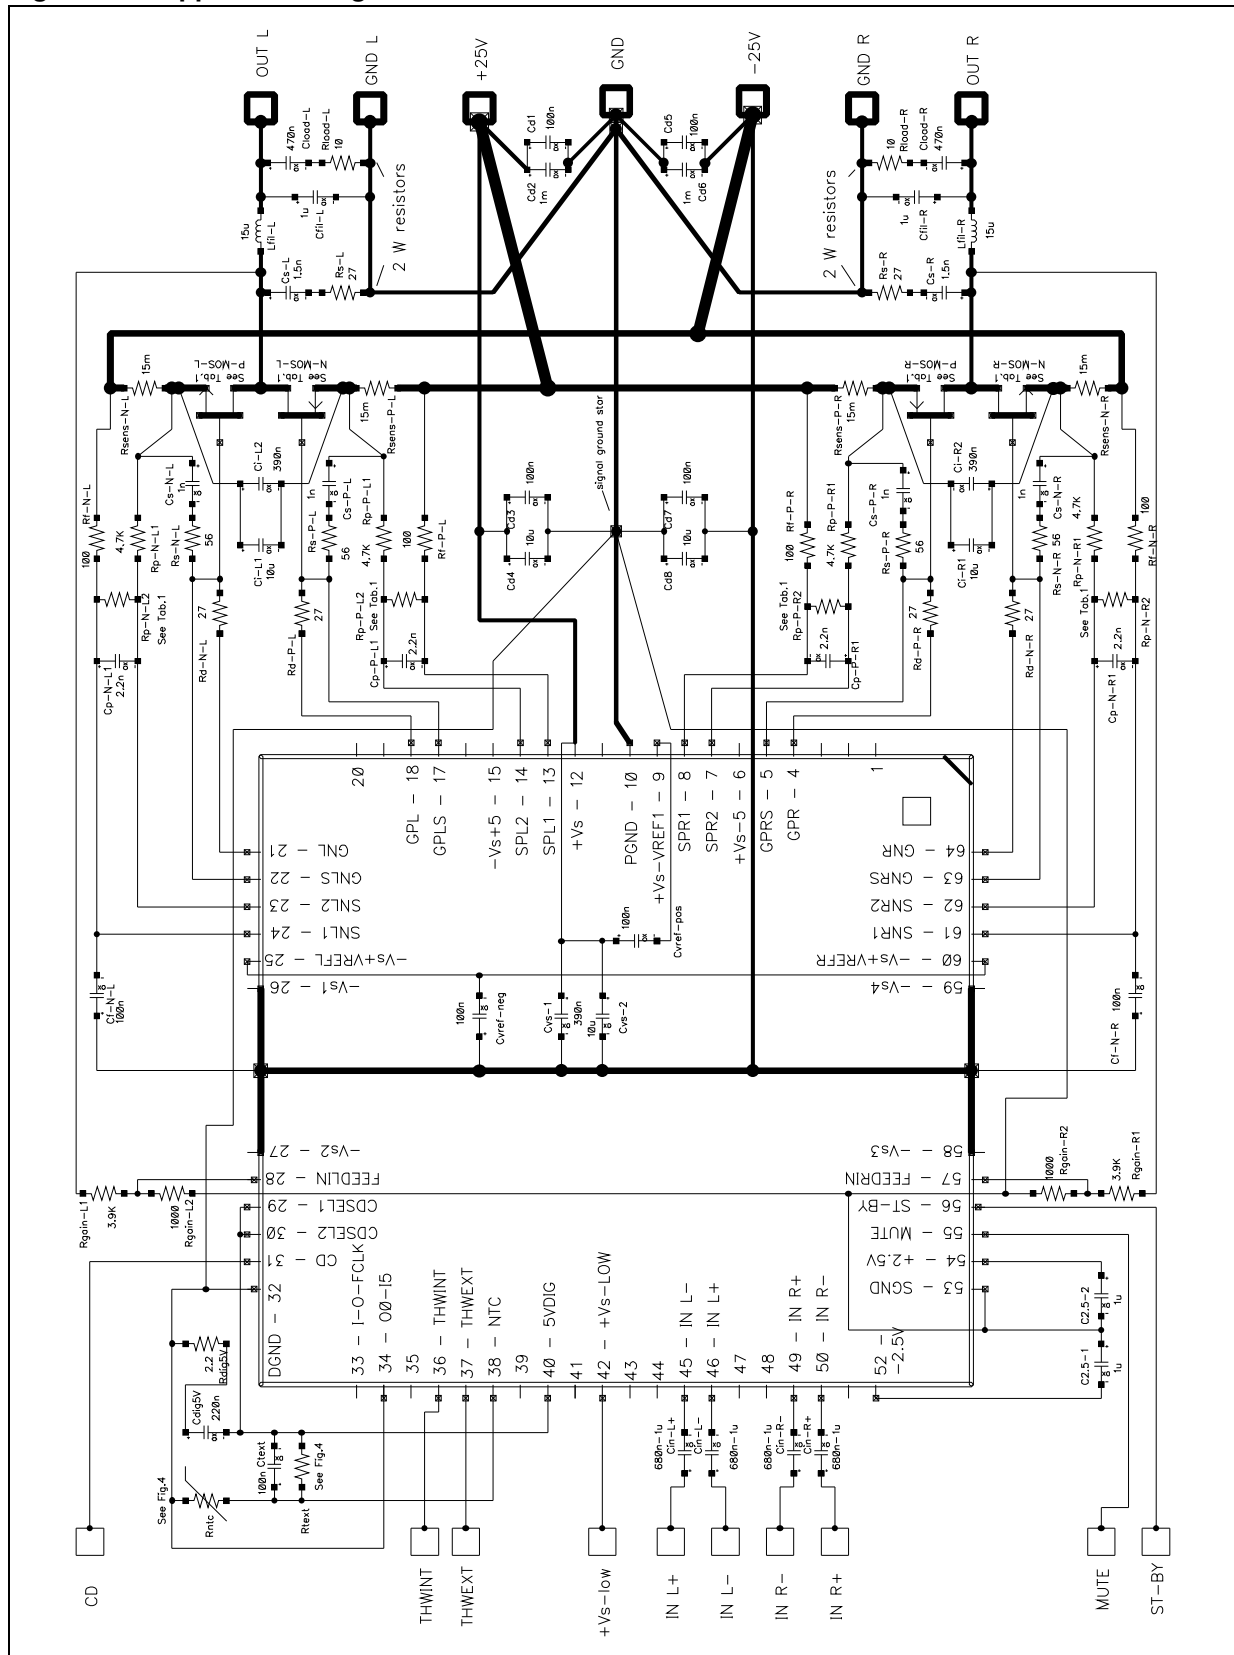 OUT L
GND L
+25V
GND
-25V
GND R
OUT R
470n
Cload-L
Rload-L
10
2 W resistors
1u
Cfil-L
15u
Lfil-L
Cs-L
1.5n
Rs-L
27
Cd1
100n
Cd2
1m
Cd5
100n
1m
Cd6
10
Rload-R
Cload-R
470n
2 W resistors
1u
Cfil-R
Lfil-R
15u
Rs-R
27
Cs-R
1.5n
15m
Rsens-N-L
P-MOS-L
See Tab.1
N-MOS-L
See Tab.1
15m
Rsens-P-L
signal ground star
15m
Rsens-P-R
P-MOS-R
See Tab.1
N-MOS-R
See Tab.1
15m
Rsens-N-R
Rf-N-L
100
4.7K
Rp-N-L1
Cs-N-L
1n
Rs-N-L
56
Ci-L2
390n
Ci-L1
10u
1n
Cs-P-L
Rs-P-L
56
Rp-P-L1
4.7K
100
Rf-P-L
100n
Cd3
10u
Cd4
100n
Cd7
10u
Cd8
Rf-P-R
100
Rp-P-R1
4.7K
Cs-P-R
1n
Rs-P-R
56
Ci-R2
390n
Ci-R1
10u
1n
Cs-N-R
Rs-N-R 56
4.7K
Rp-N-R1
100
Rf-N-R
Rp-N-L2
See Tab.1
Cp-N-L1
2.2n
27
Rd-N-L
27
Rd-P-L
Rp-P-L2
See Tab.1
Cp-P-L1
2.2n
See Tab.1
Rp-P-R2
2.2n
Cp-P-R1
27
Rd-P-R
27
Rd-N-R
See Tab.1
2.2n
Cp-N-R1
Rp-N-R2
20
GPL - 18
GPLS - 17
-Vs+5 - 15
SPL2 - 14
SPL1 - 13
+Vs - 12
PGND - 10
+Vs-VREF1 - 9
SPR1 - 8
SPR2 - 7
+Vs-5 - 6
GPRS - 5
GPR - 4
1
21 - GNL
22 - GNLS
23 - SNL2
24 - SNL1
25 - -Vs+VREFL
26 - -Vs1
64 - GNR
63 - GNRS
62 - SNR2
61 - SNR1
60 - -Vs+VREFR
59 - -Vs4
Cf-N-L
100n
100n
Cvref-neg
Cvs-1
390n
10u
Cvs-2
100n
Cvref-pos
Cf-N-R
100n
27 - -Vs2
28 - FEEDLIN
29 - CDSEL1
30 - CDSEL2
31 - CD
DGND - 32
58 - -Vs3
57 - FEEDRIN
56 - ST-BY
55 - MUTE
54 - +2.5V
53 - SGND
Rgain-L1
3.9K
1000
Rgain-L2
1000
Rgain-R2
3.9K
Rgain-R1
33 - I-O-FCLK
34 - O0-I5
35
36 - THWINT
37 - THWEXT
38 - NTC
39
40 - 5VDIG
41
42 - +Vs-LOW
43
44
45 - IN L-
46 - IN L+
47
48
49 - IN R+
50 - IN R-
52 -
-2.5V
2.2
Rdig5V
Cdig5V
220n
See Fig.4
Rntc
100n Ctext
See Fig.4
Rtext
680n-1u
Cin-L+
Cin-L-
680n-1u
680n-1u
Cin-R-
Cin-R+
680n-1u
C2.5-2
1u
C2.5-1
1u
CD
THWINT
THWEXT
+Vs-low
IN L+
IN L-
IN R-
IN R+
MUTE
ST-BY